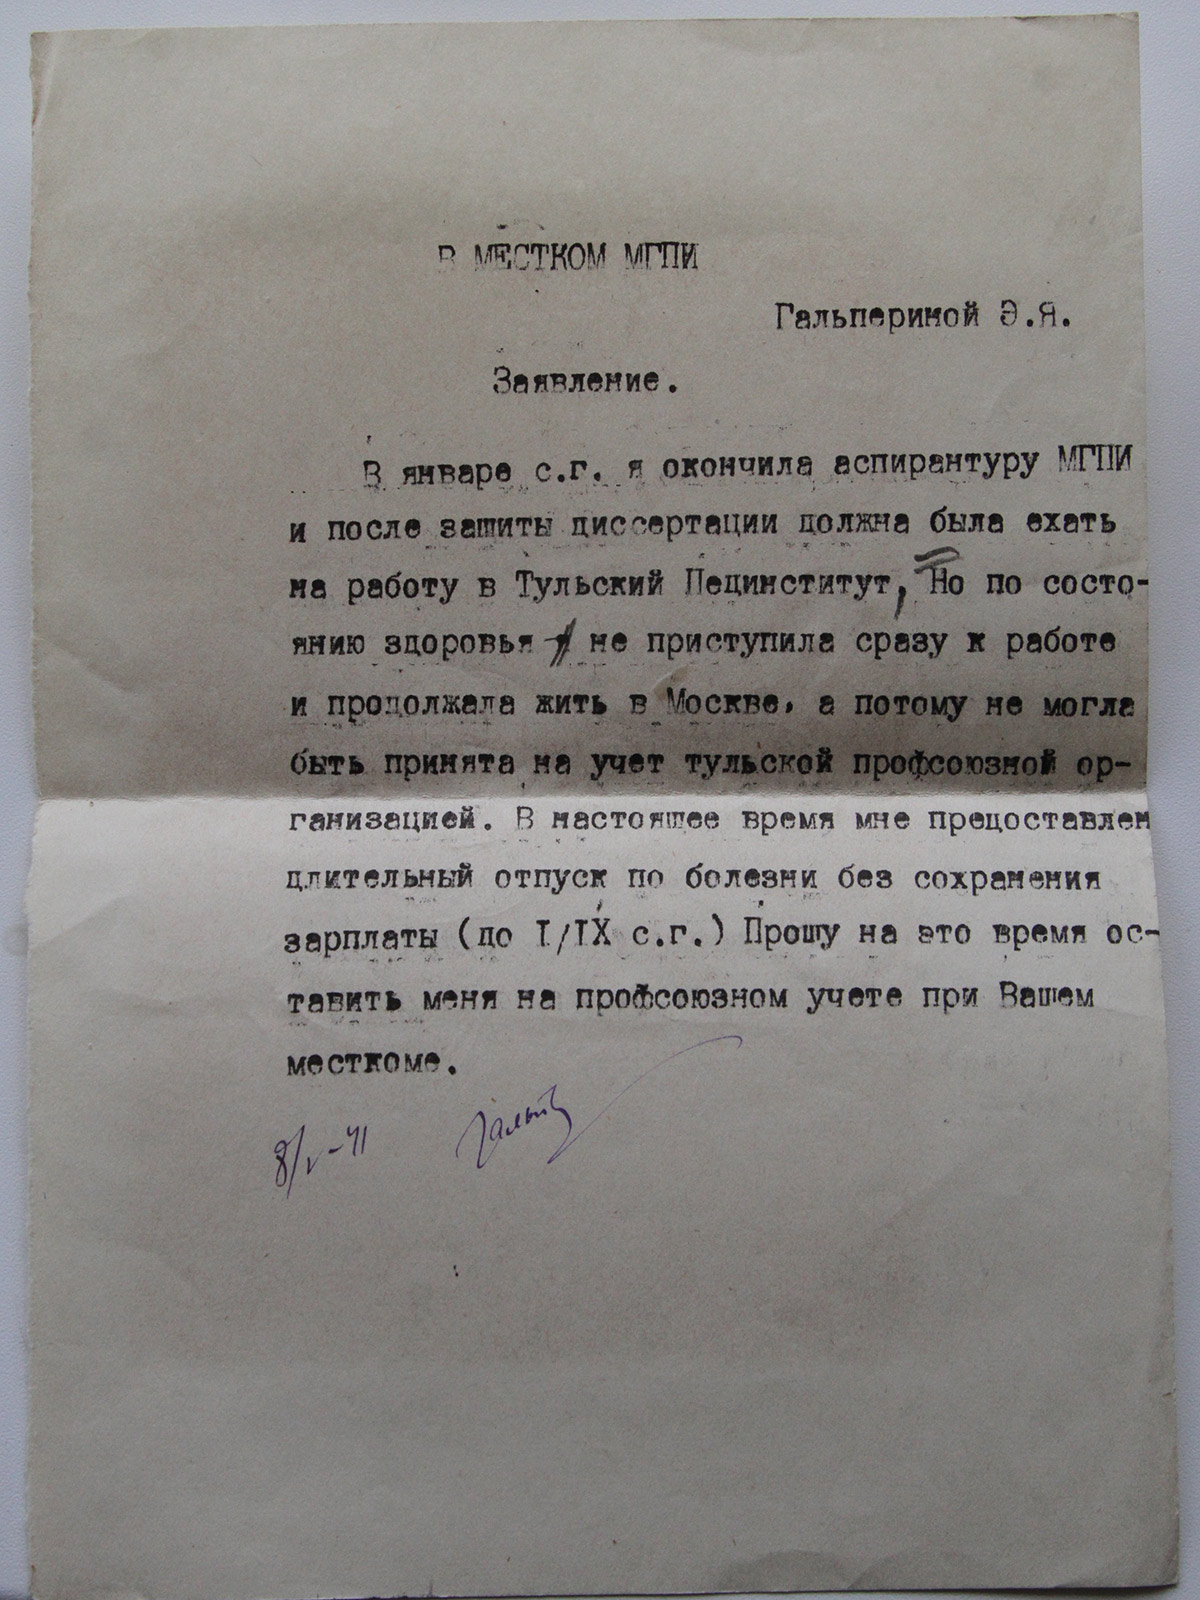 В МЕСТКОМ МГПИ
Гальпериной Э.Я.
Заявление.
В январе с.г. я окончила аспирантуру МГПИ
и после защиты диссертации должна была ехать
на работу в Тульский Пединститут, Но по состо-
янию здоровья я не приступила сразу к работе
и продолжала жить в Москве, а потому не могла
быть принята на учет тульской профсоюзной ор-
ганизацией. В настоящее время мне предоставлен
длительный отпуск по болезни без сохранения
зарплаты (до I/IX с.г.) Прошу на это время ос-
тавить меня на профсоюзном учете при Вашем
месткоме.
8/V-41